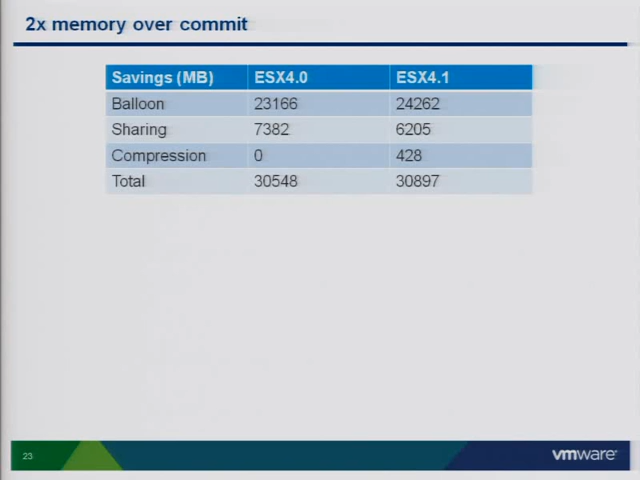 2x memory over commit
Savings (MB) ESX4.0 ESX4.1
Balloon 23166 24262
Sharing 7382 6205
Compression 0 428
Total 30548 30897
23
vmware